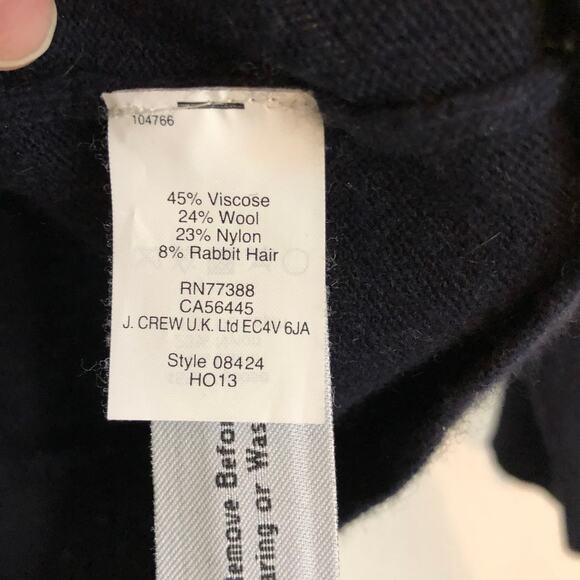 104766
45% Viscose
24% Wool
23% Nylon
8% Rabbit Hair
RN77388
CA56445
J. CREW U.K. Ltd EC4V 6JA
Style 08424
HO13